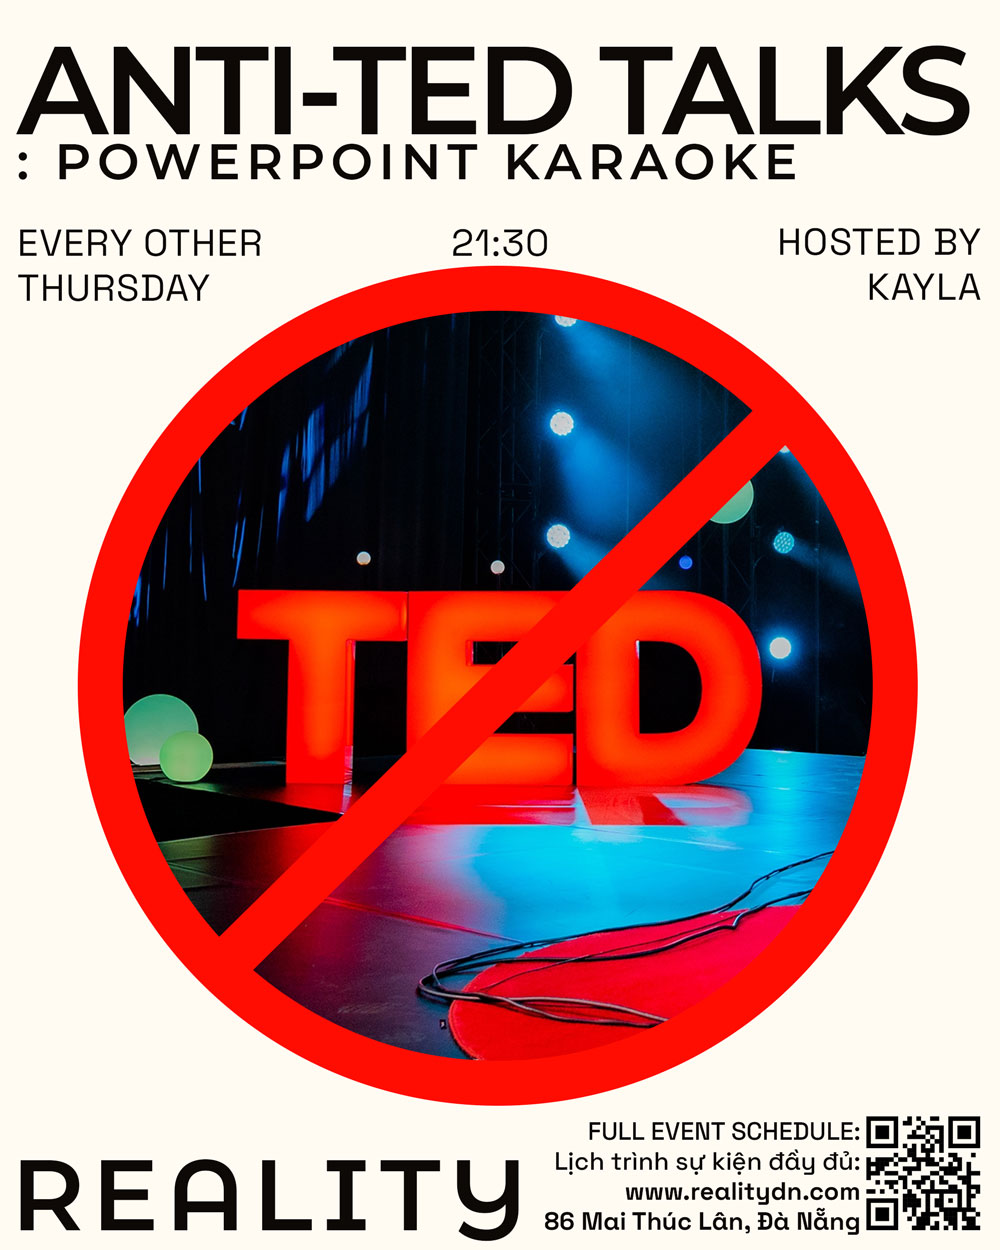 ANTI-TED TALKS
: POWERPOINT KARAOKE
EVERY OTHER
THURSDAY
21:30
HOSTED BY
KAYLA
TED
FULL EVENT SCHEDULE:
Lịch trình sự kiện đầy đủ:
www.realitydn.com
86 Mai Thúc Lân, Đà Nẵng
REALITY